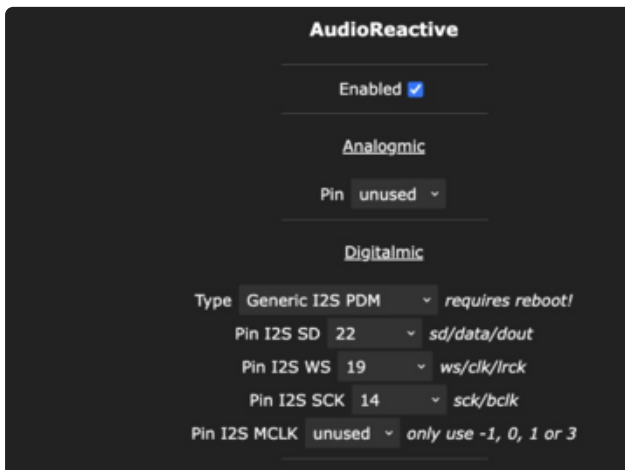 AudioReactive
Enabled
Analogmic
Pin unused
Digitalmic
Type Generic I2S PDM requires reboot!
Pin I2S SD 22 sd/data/dout
Pin I2S WS 19 ws/clk/lrck
Pin I2S SCK 14 sck/bclk
Pin I2S MCLK unused only use -1, 0, 1 or 3